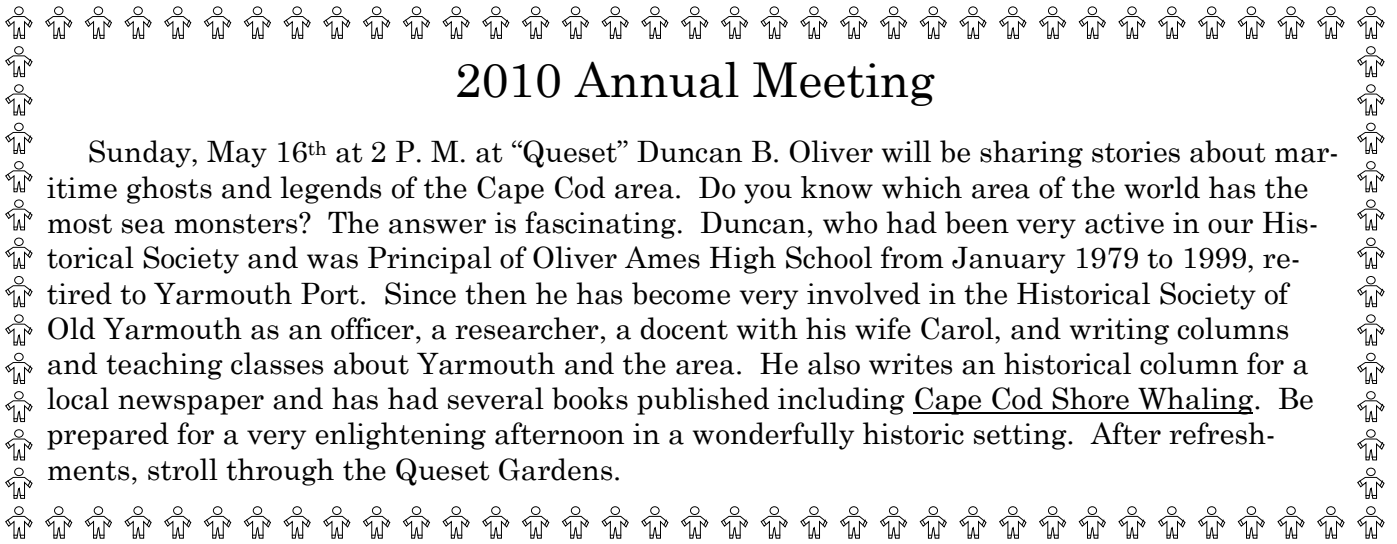 2010 Annual Meeting
Sunday, May 16th at 2 P. M. at “Queset” Duncan B. Oliver will be sharing stories about mar-
itime ghosts and legends of the Cape Cod area.  Do you know which area of the world has the
most sea monsters?  The answer is fascinating.  Duncan, who had been very active in our His-
torical Society and was Principal of Oliver Ames High School from January 1979 to 1999, re-
tired to Yarmouth Port.  Since then he has become very involved in the Historical Society of
Old Yarmouth as an officer, a researcher, a docent with his wife Carol, and writing columns
and teaching classes about Yarmouth and the area.  He also writes an historical column for a
local newspaper and has had several books published including Cape Cod Shore Whaling.  Be
prepared for a very enlightening afternoon in a wonderfully historic setting.  After refresh-
ments, stroll through the Queset Gardens.